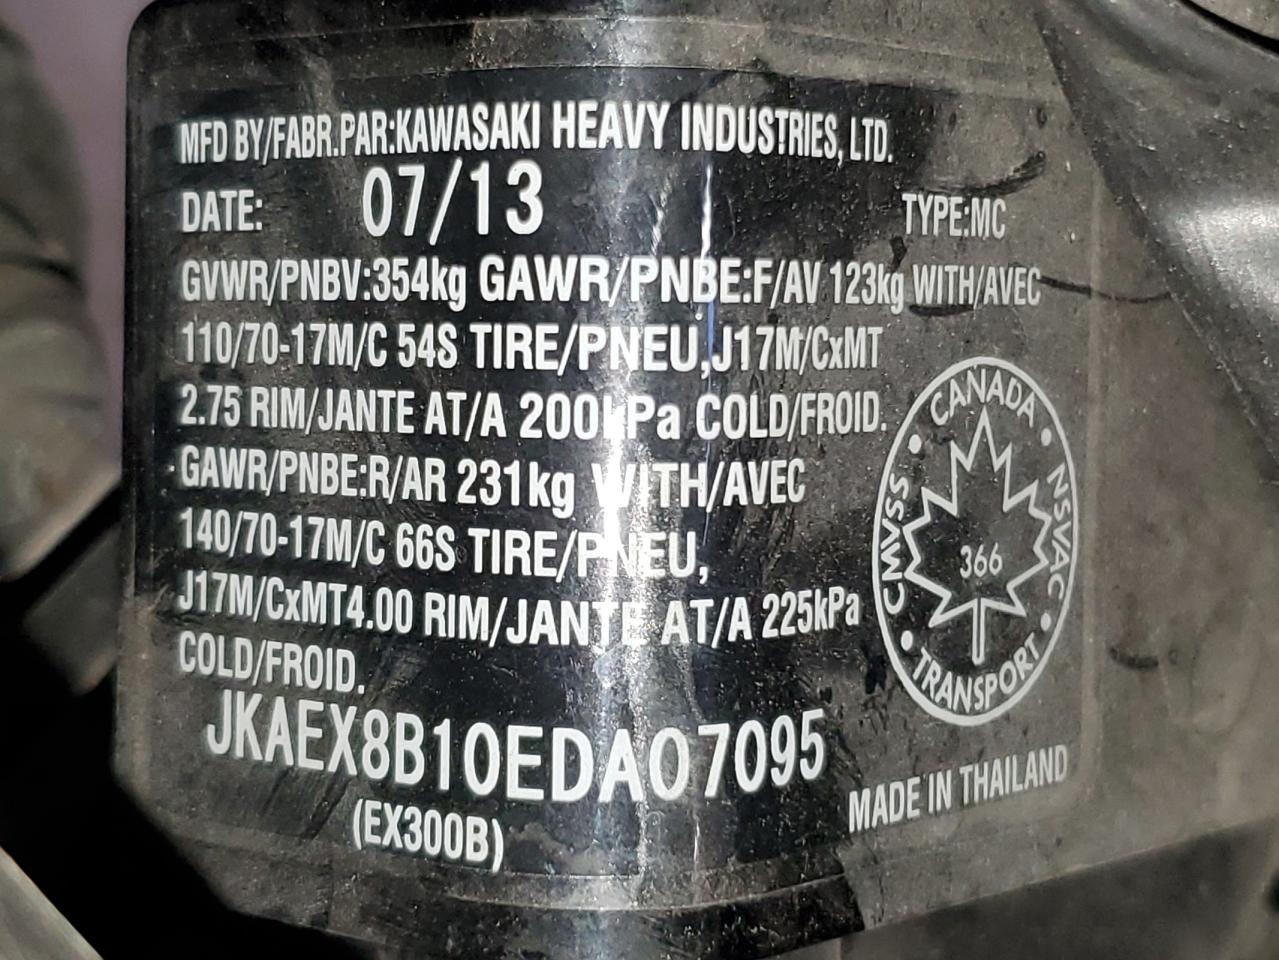 MFD BY/FABR.PAR:KAWASAKI HEAVY INDUSTRIES, LTD.
DATE: 07/13 TYPE:MC
GVWR/PNBV:354kg GAWR/PNBE:F/AV 123kg WITH/AVEC
110/70-17M/C 54S TIRE/PNEU,J17M/CxMT
2.75 RIM/JANTE AT/A 200kPa COLD/FROID.
GAWR/PNBE:R/AR 231kg WITH/AVEC
140/70-17M/C 66S TIRE/PNEU,
J17M/CxMT4.00 RIM/JANTE AT/A 225kPa
COLD/FROID.
JKAEX8B10EDA07095
(EX300B)
CANADA
CMVSS
NSVAC
366
TRANSPORT
MADE IN THAILAND